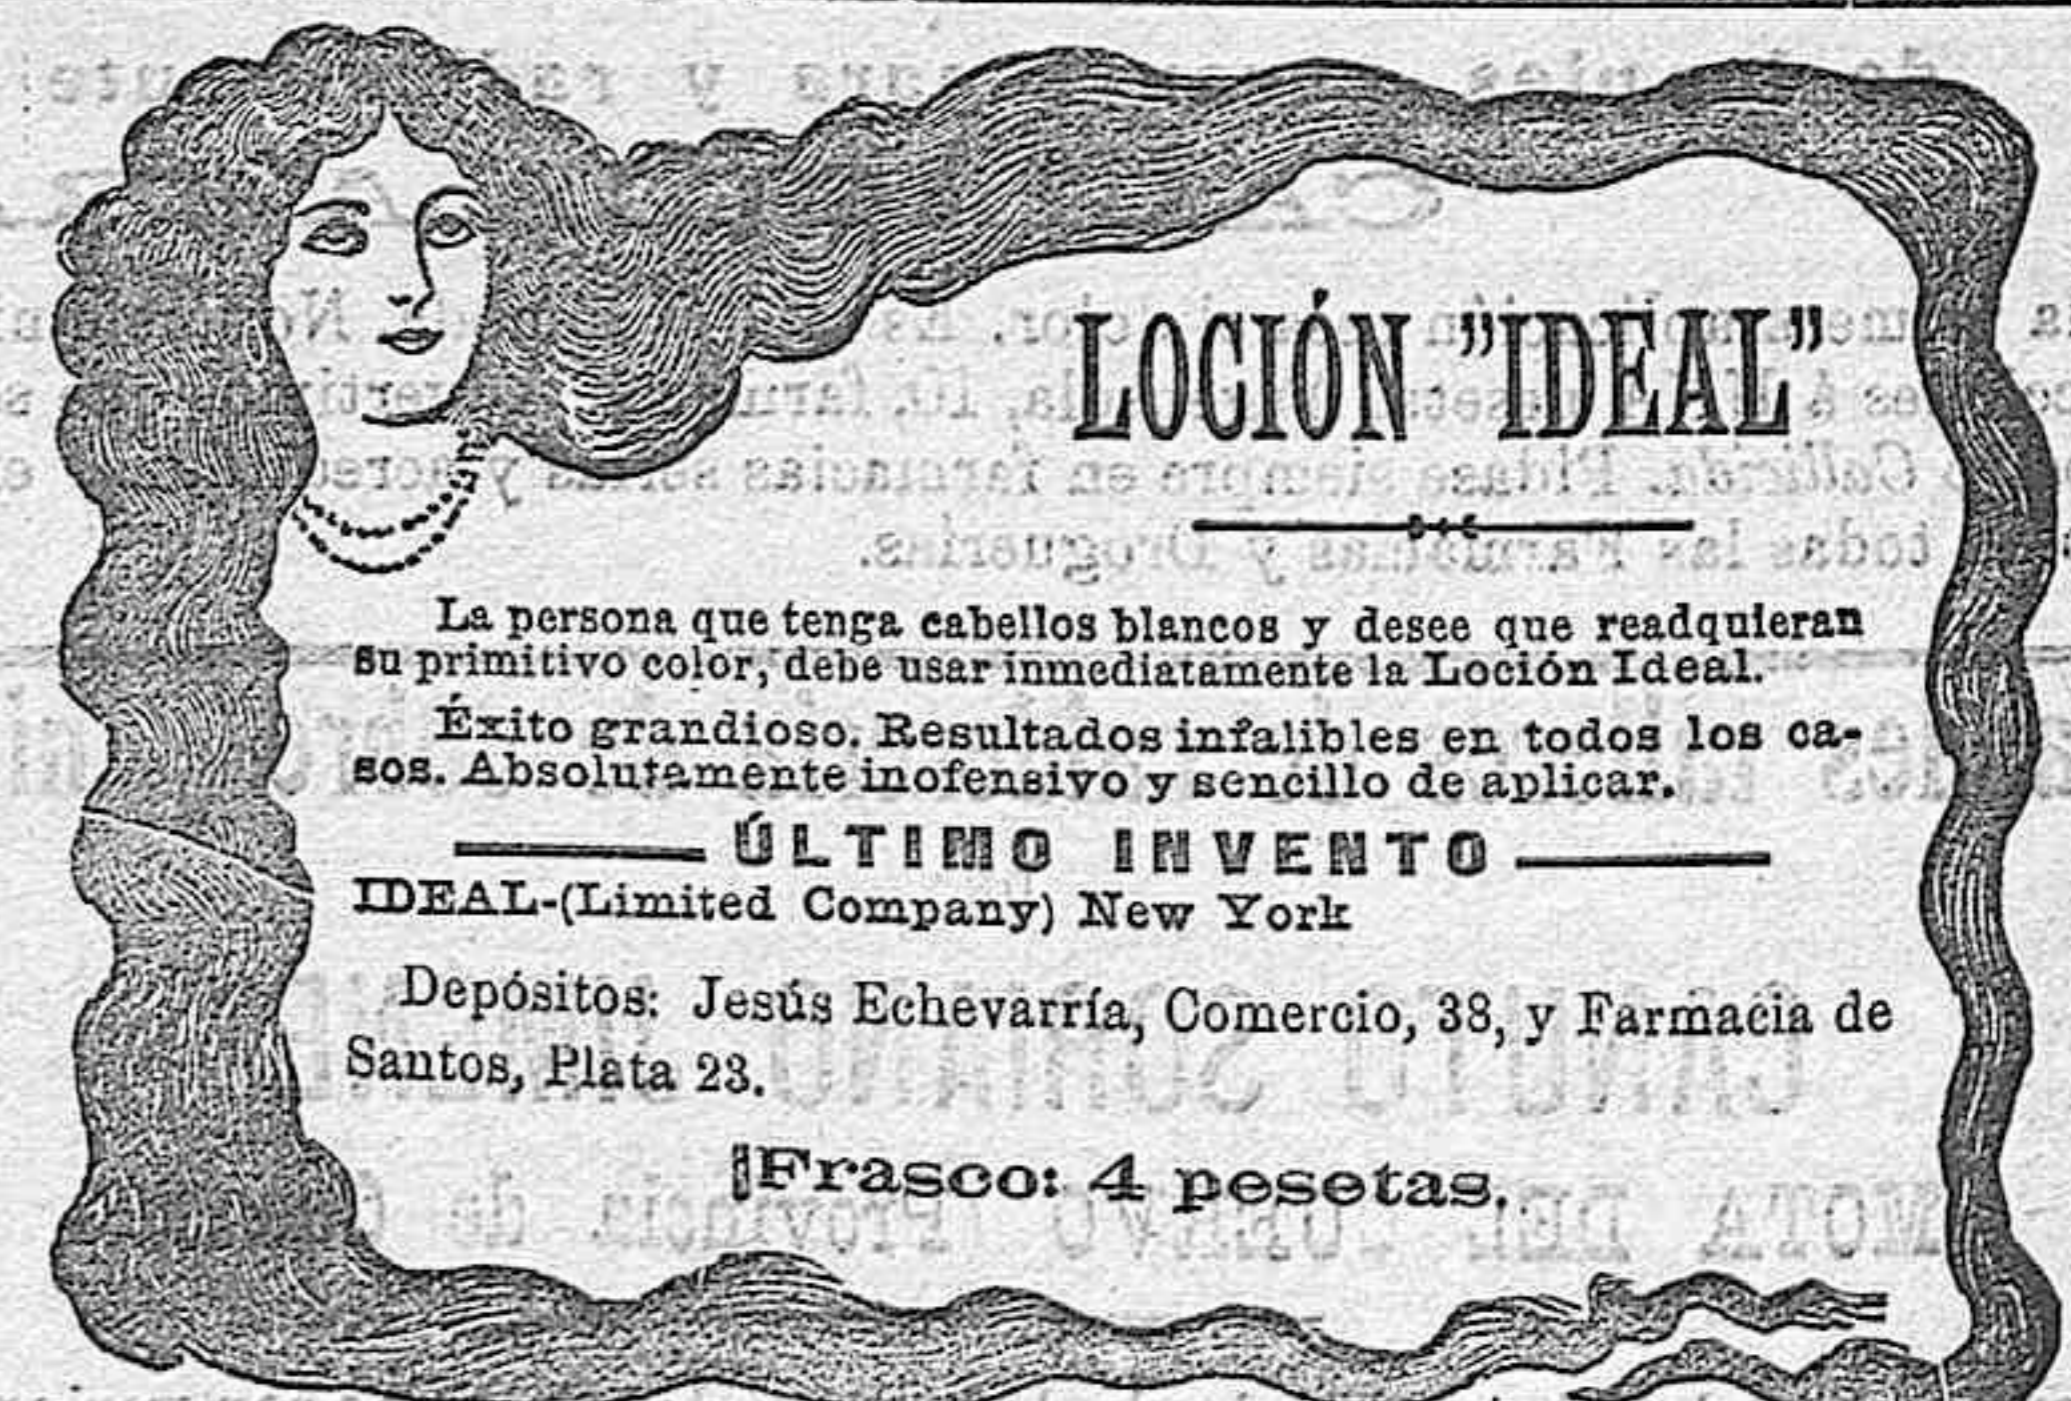 LOCIÓN "IDEAL"
La persona que tenga cabellos blancos y desee que readquieran
su primitivo color, debe usar inmediatamente la Loción Ideal.
Éxito grandioso. Resultados infalibles en todos los ca-
sos. Absolutamente inofensivo y sencillo de aplicar.
ÚLTIMO INVENTO
IDEAL-(Limited Company) New York
Depósitos: Jesús Echevarría, Comercio, 38, y Farmacia de
Santos, Plata 23.
Frasco: 4 pesetas.